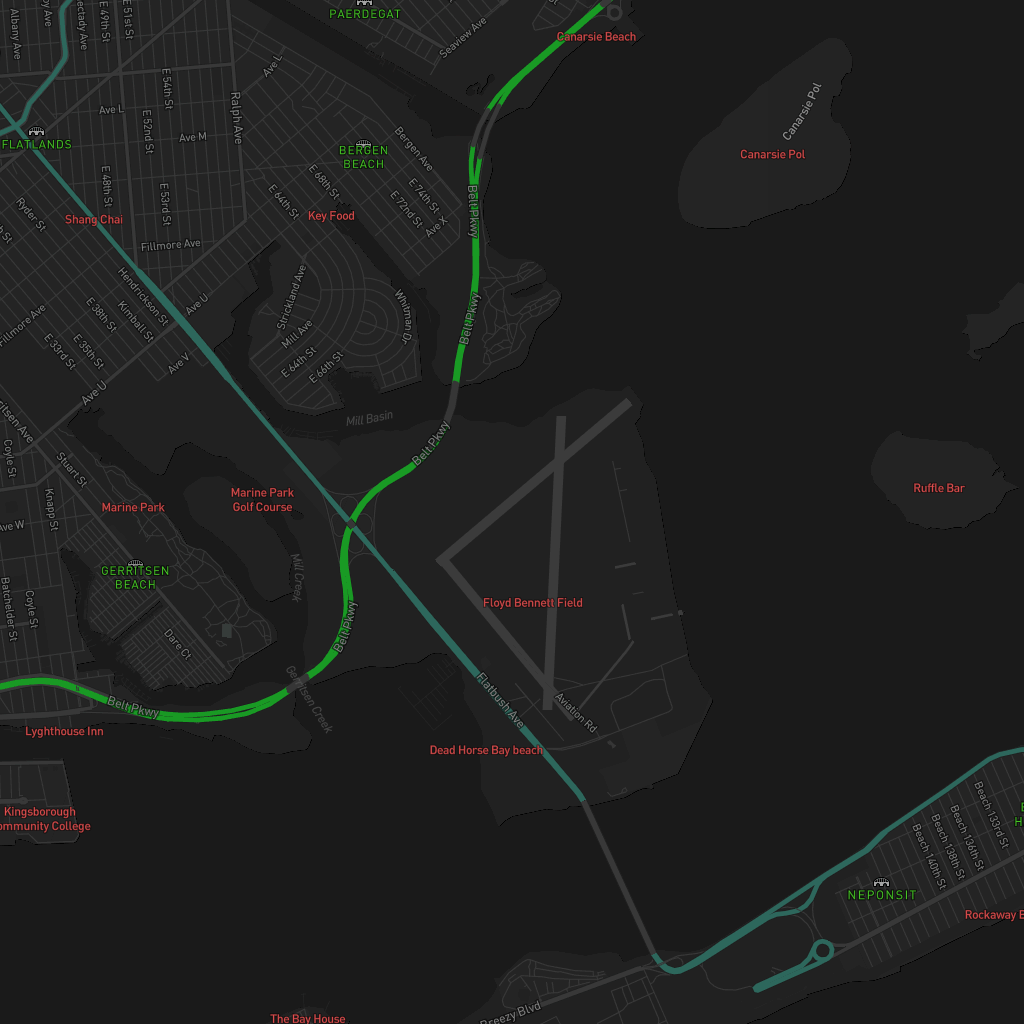 PAERDEGAT
Albany Ave
E 49th St
E 51st St
Seaview Ave
Canarsie Beach
Ave L
E 54th St
Canarsie Pol
Canarsie Pol
Ave L
Ralph Ave
E 52nd St
Ave M
FLATLANDS
BERGEN
BEACH
Bergen Ave
E 48th St
E 53rd St
E 68th St
E 64th St
E 74th St
E 72nd St
Ave X
Belt Pkwy
Ryder St
Shang Chai
Key Food
Fillmore Ave
Hendrickson St
Ave U
Strickland Ave
Whitman Dr
Belt Pkwy
E 38th St
Kimball St
Fillmore Ave
E 35th St
E 33rd St
Mill Ave
E 64th St
E 66th St
Ave V
Ave U
Mill Basin
Belt Pkwy
Coyle St
Stuart St
Knapp St
Marine Park
Marine Park
Golf Course
Ruffle Bar
Ave W
Mill Creek
GERRITSEN
BEACH
Batchelder St
Coyle St
Floyd Bennett Field
Belt Pkwy
Dare Ct
Gerritsen Creek
Flatbush Ave
Aviation Rd
Belt Pkwy
Lyghthouse Inn
Dead Horse Bay beach
Kingsborough
ommunity College
Beach 133rd St
Beach 136th St
Beach 138th St
Beach 140th St
NEPONSIT
Rockaway B
Breezy Blvd
The Bay House